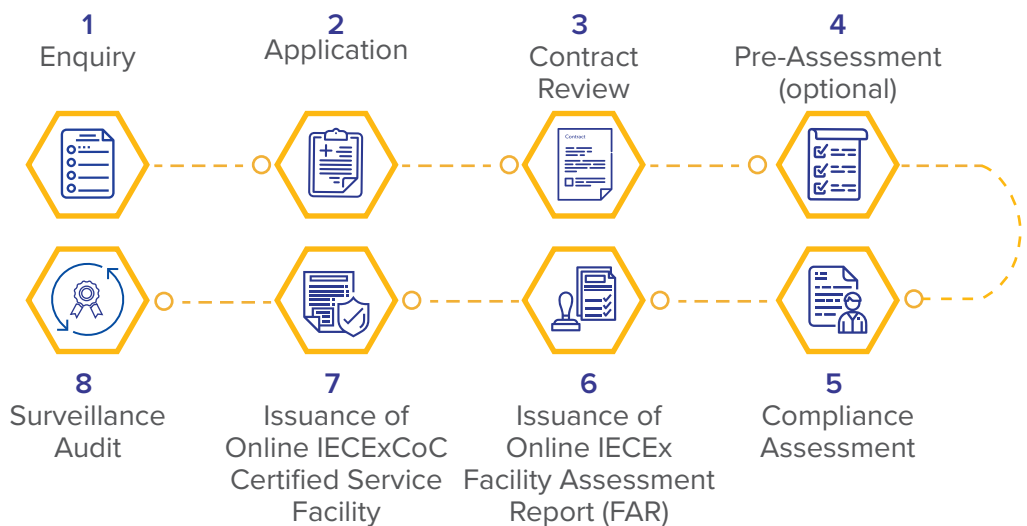 1
Enquiry
2
Application
3
Contract
Review
4
Pre-Assessment
(optional)
Contract
8
Surveillance
Audit
7
Issuance of
Online IECExCoC
Certified Service
Facility
6
Issuance of
Online IECEx
Facility Assessment
Report (FAR)
5
Compliance
Assessment